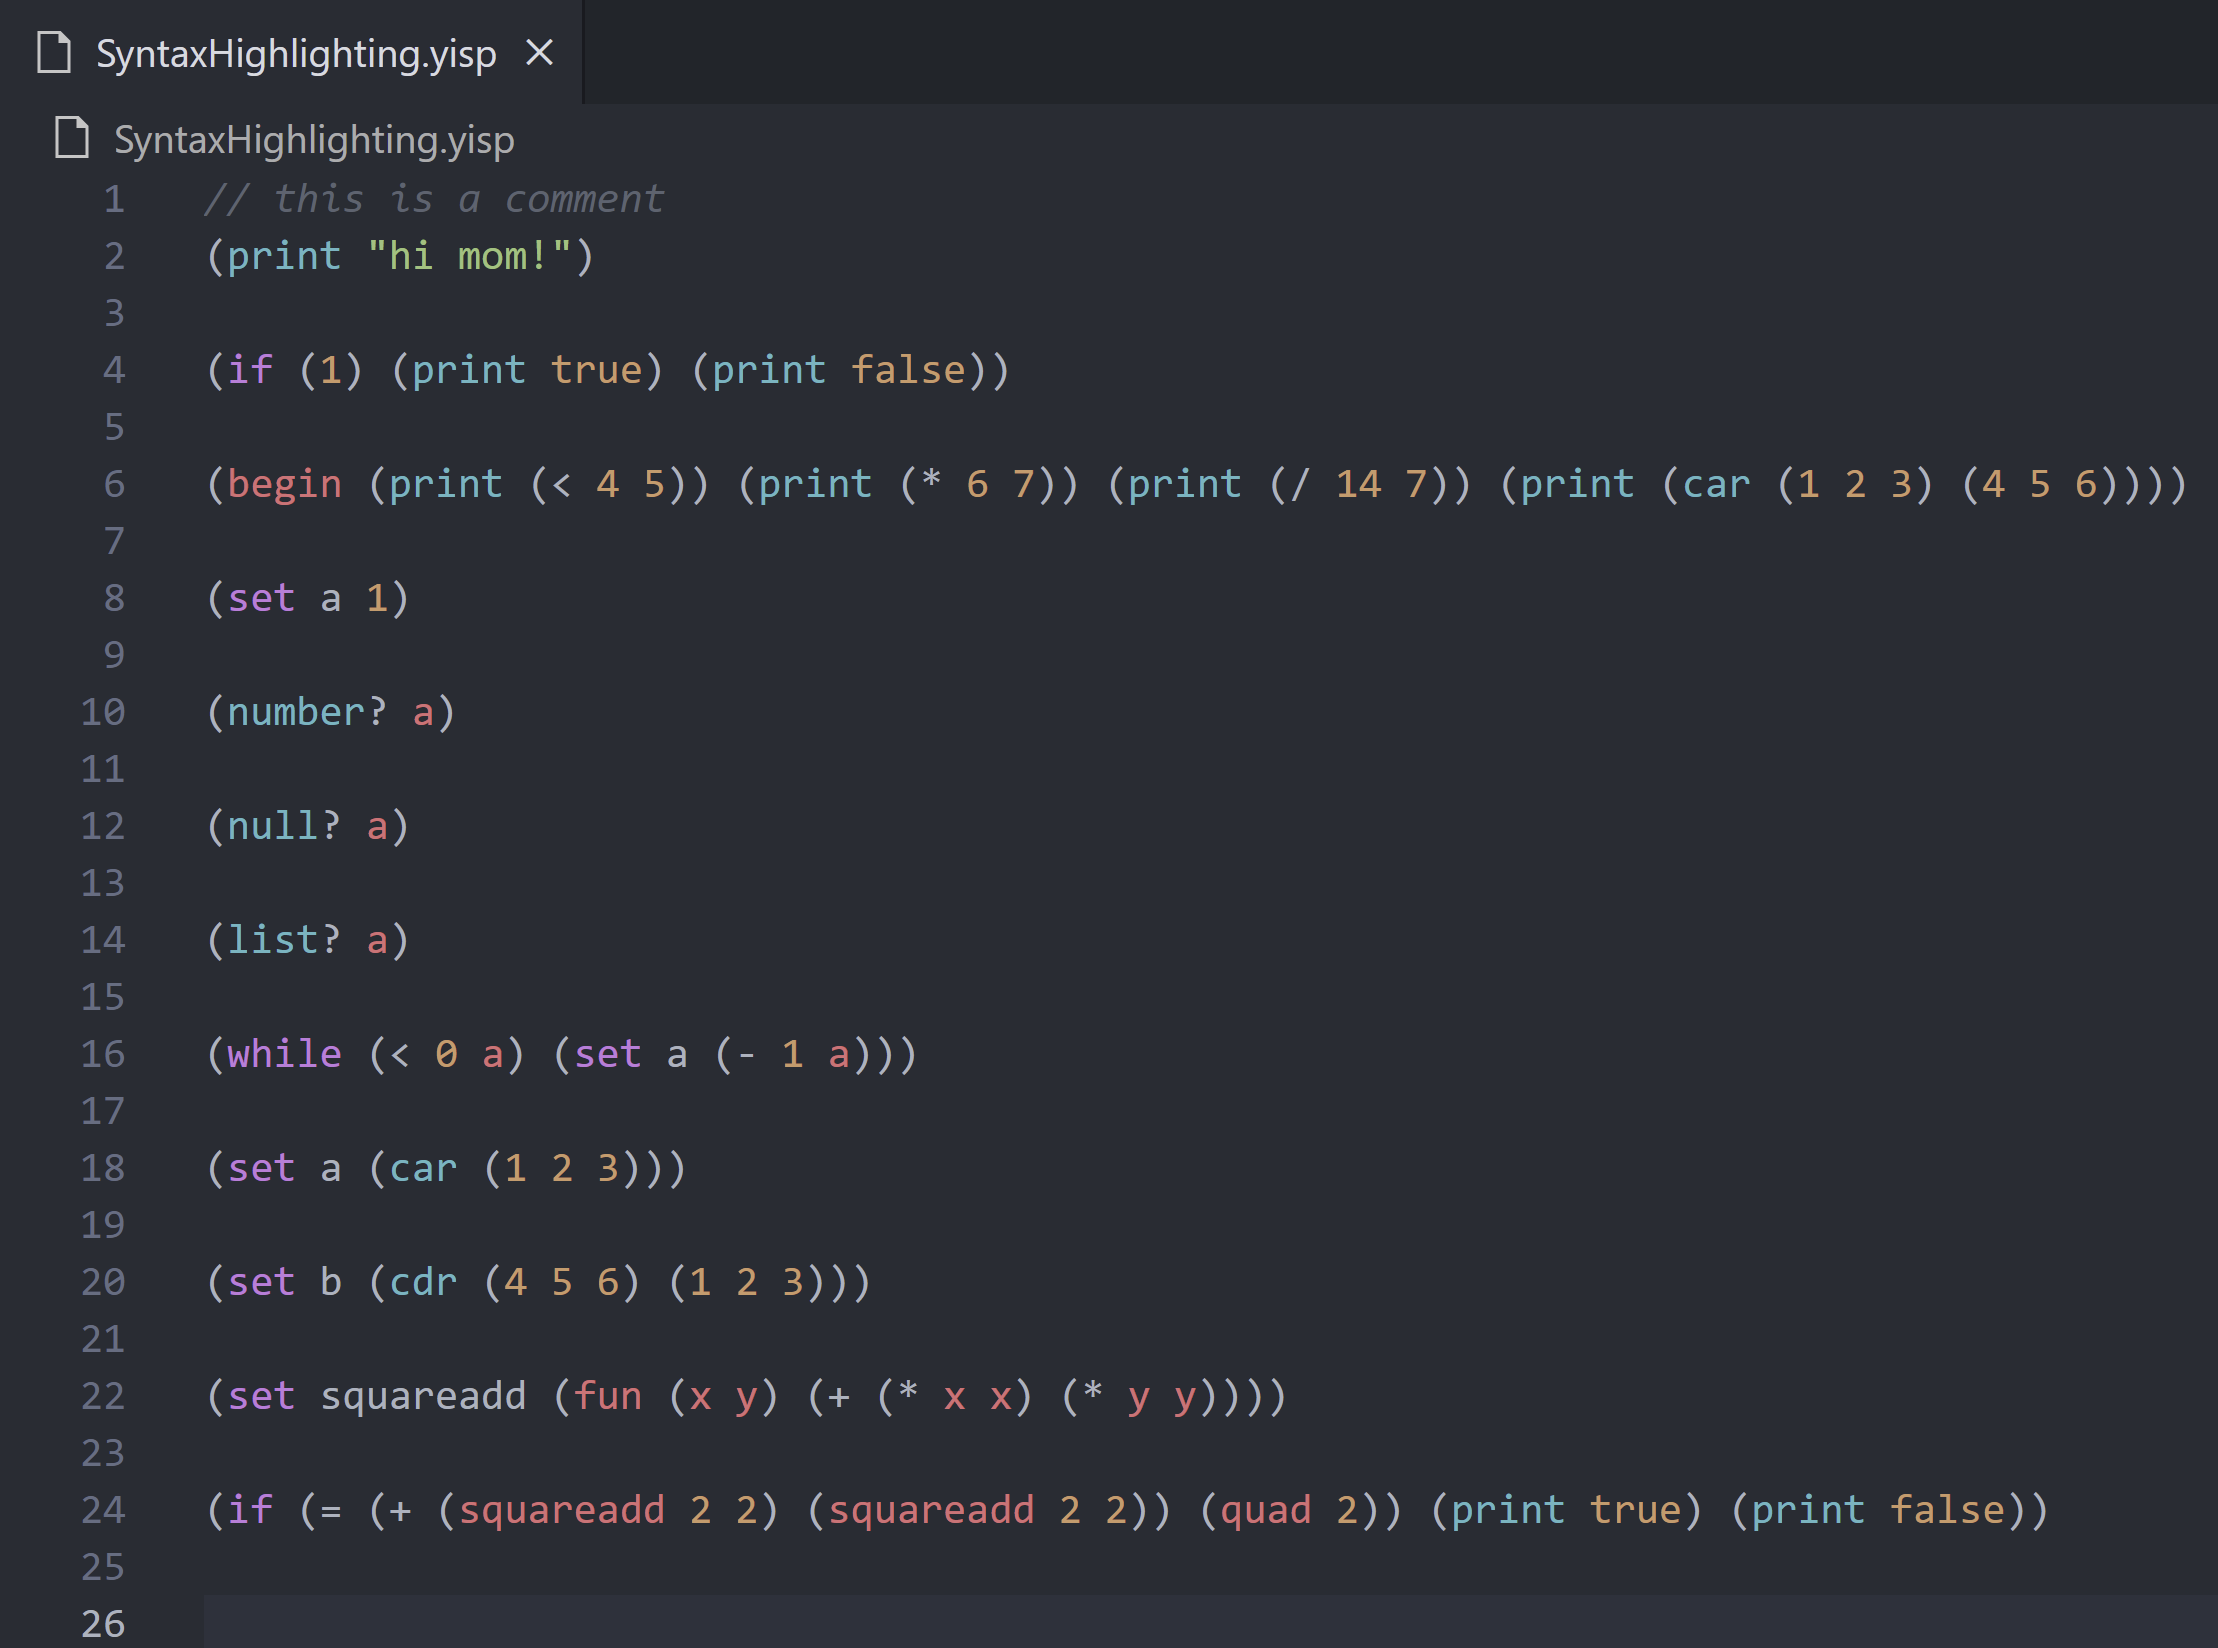 SyntaxHighlighting.yisp ×
SyntaxHighlighting.yisp
1 // this is a comment
2 (print "hi mom!")
3
4 (if (1) (print true) (print false))
5
6 (begin (print (< 4 5)) (print (* 6 7)) (print (/ 14 7)) (print (car (1 2 3) (4 5 6))))
7
8 (set a 1)
9
10 (number? a)
11
12 (null? a)
13
14 (list? a)
15
16 (while (< 0 a) (set a (- 1 a)))
17
18 (set a (car (1 2 3)))
19
20 (set b (cdr (4 5 6) (1 2 3)))
21
22 (set squareadd (fun (x y) (+ (* x x) (* y y))))
23
24 (if (= (+ (squareadd 2 2) (squareadd 2 2)) (quad 2)) (print true) (print false))
25
26